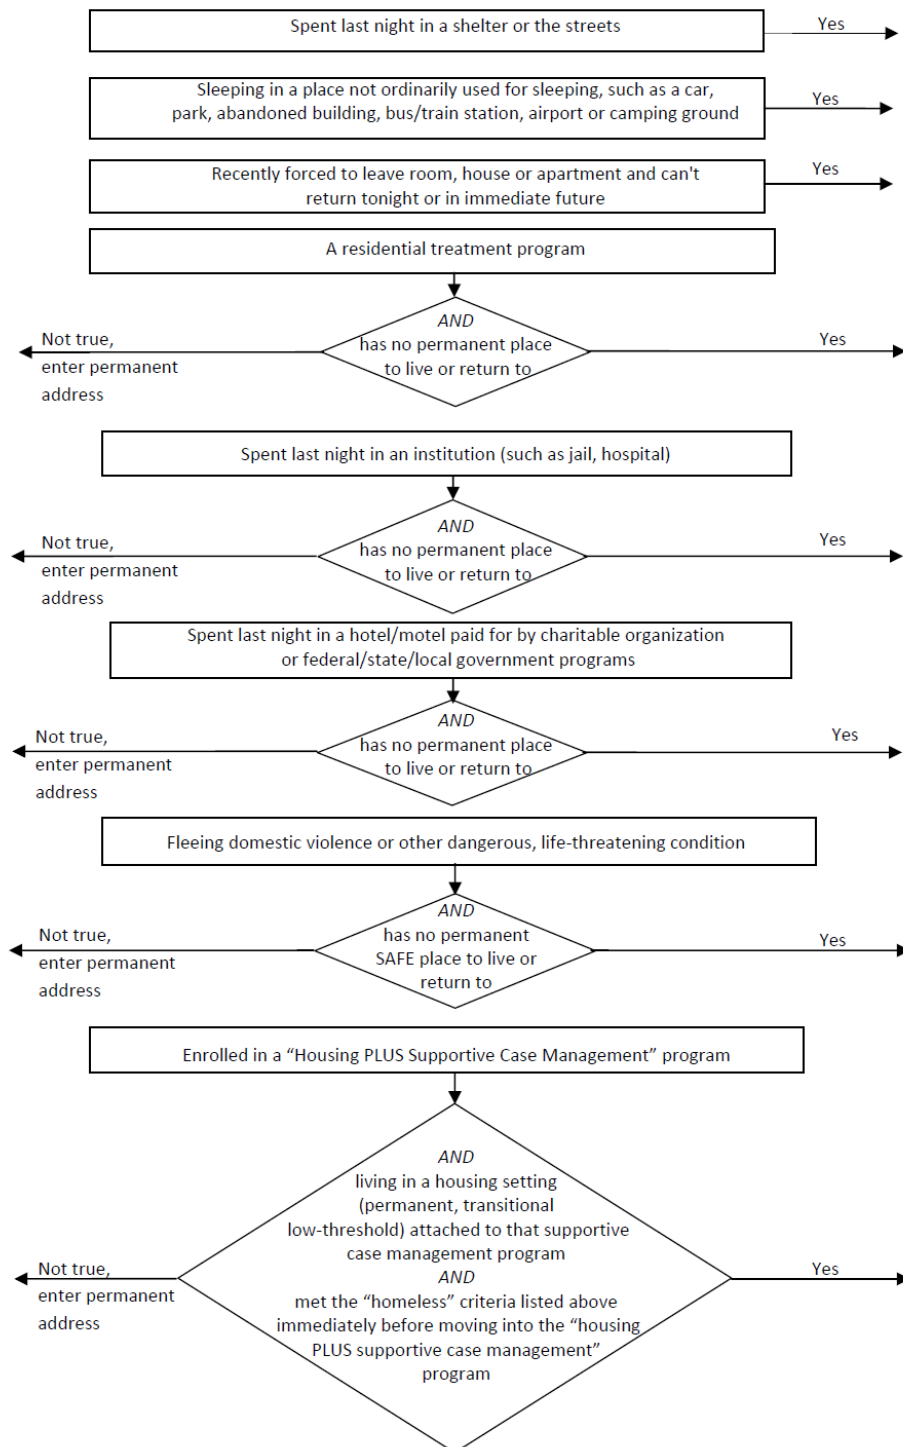 Spent last night in a shelter or the streets
Yes
Sleeping in a place not ordinarily used for sleeping, such as a car,
park, abandoned building, bus/train station, airport or camping ground
Yes
Recently forced to leave room, house or apartment and can't
return tonight or in immediate future
Yes
A residential treatment program
AND
has no permanent place
to live or return to
Not true,
enter permanent
address
Yes
Spent last night in an institution (such as jail, hospital)
AND
has no permanent place
to live or return to
Not true,
enter permanent
address
Yes
Spent last night in a hotel/motel paid for by charitable organization
or federal/state/local government programs
AND
has no permanent place
to live or return to
Not true,
enter permanent
address
Yes
Fleeing domestic violence or other dangerous, life-threatening condition
AND
has no permanent
SAFE place to live or
return to
Not true,
enter permanent
address
Yes
Enrolled in a “Housing PLUS Supportive Case Management” program
AND
living in a housing setting
(permanent, transitional
low-threshold) attached to that supportive
case management program
AND
met the “homeless” criteria listed above
immediately before moving into the “housing
PLUS supportive case management”
program
Not true,
enter permanent
address
Yes